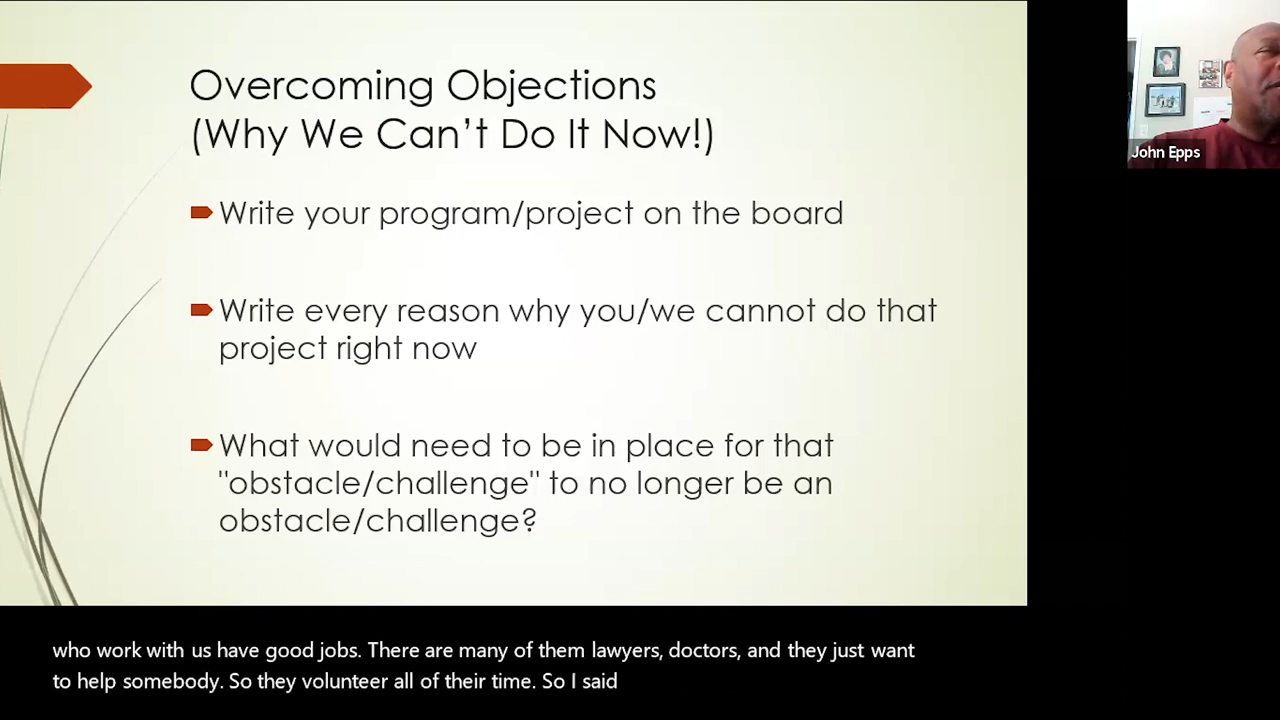 Overcoming Objections
(Why We Can't Do It Now!)
Write your program/project on the board
Write every reason why you/we cannot do that
project right now
What would need to be in place for that
"obstacle/challenge" to no longer be an
obstacle/challenge?
John Epps
who work with us have good jobs. There are many of them lawyers, doctors, and they just want
to help somebody. So they volunteer all of their time. So I said